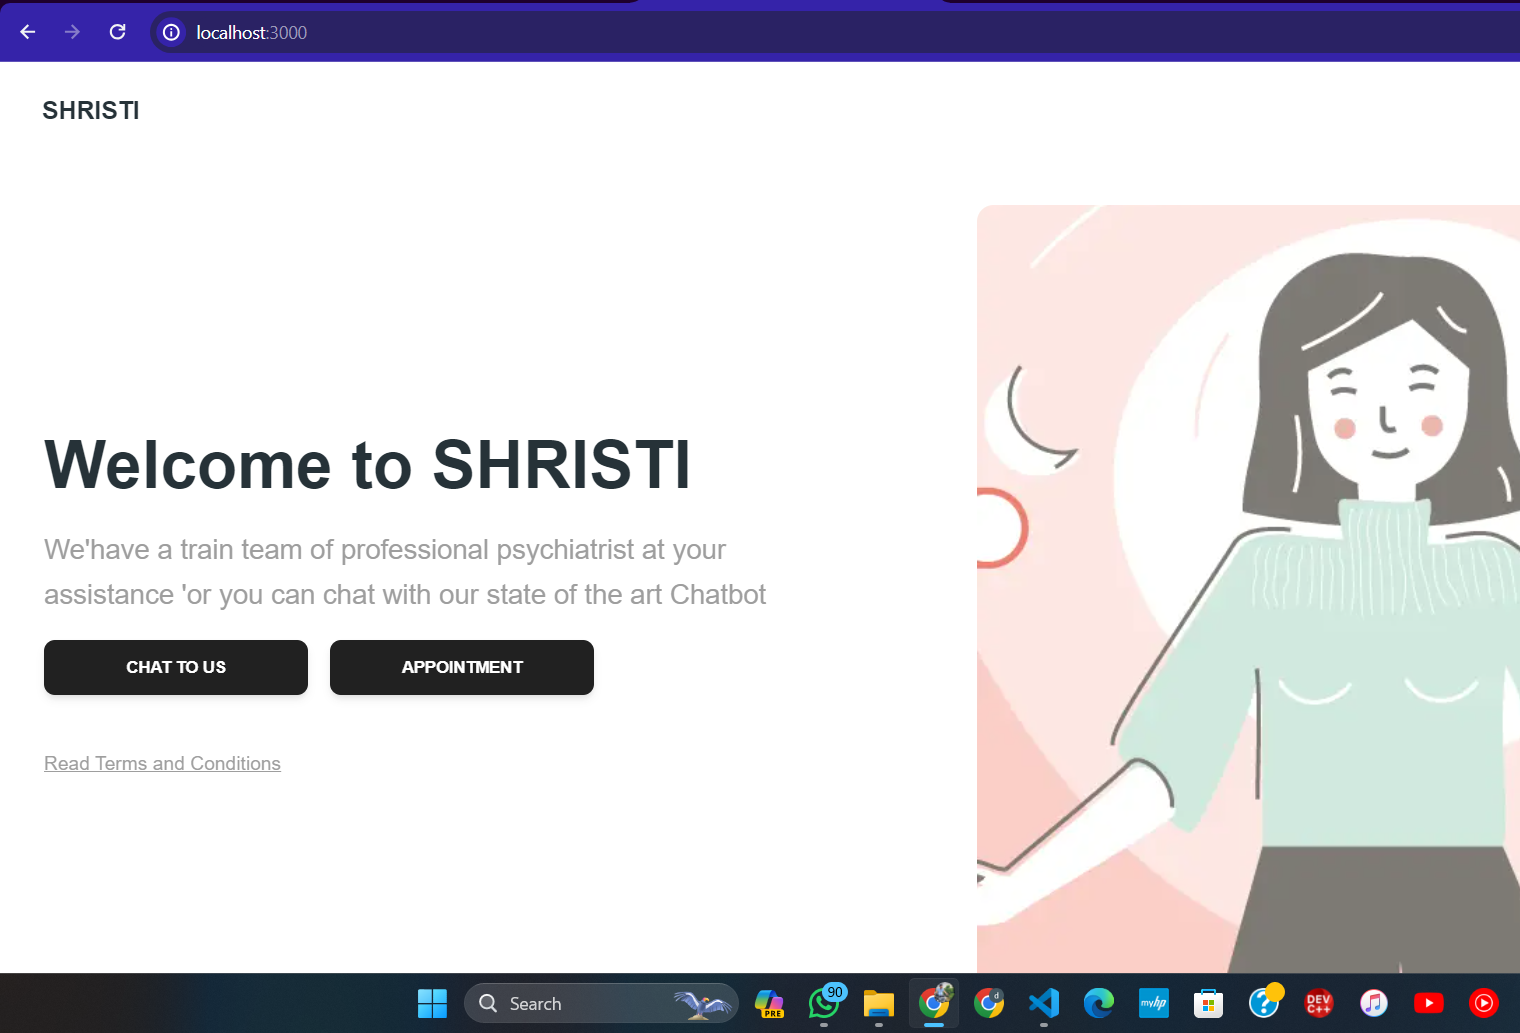 localhost:3000
SHRISTI
Welcome to SHRISTI
We'have a train team of professional psychiatrist at your
assistance 'or you can chat with our state of the art Chatbot
CHAT TO US
APPOINTMENT
Read Terms and Conditions
Search
PRE
90
d
myhp
DEV
C++